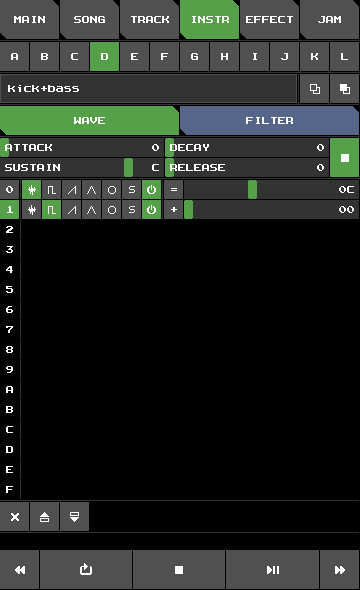 MAIN SONG TRACK INSTR EFFECT JAM
A B C D E F G H I J K L
kick+bass
WAVE FILTER
ATTACK 0 DECAY 0
SUSTAIN C RELEASE 0
0 S = 0C
1 S + 00
2
3
4
5
6
7
8
9
A
B
C
D
E
F